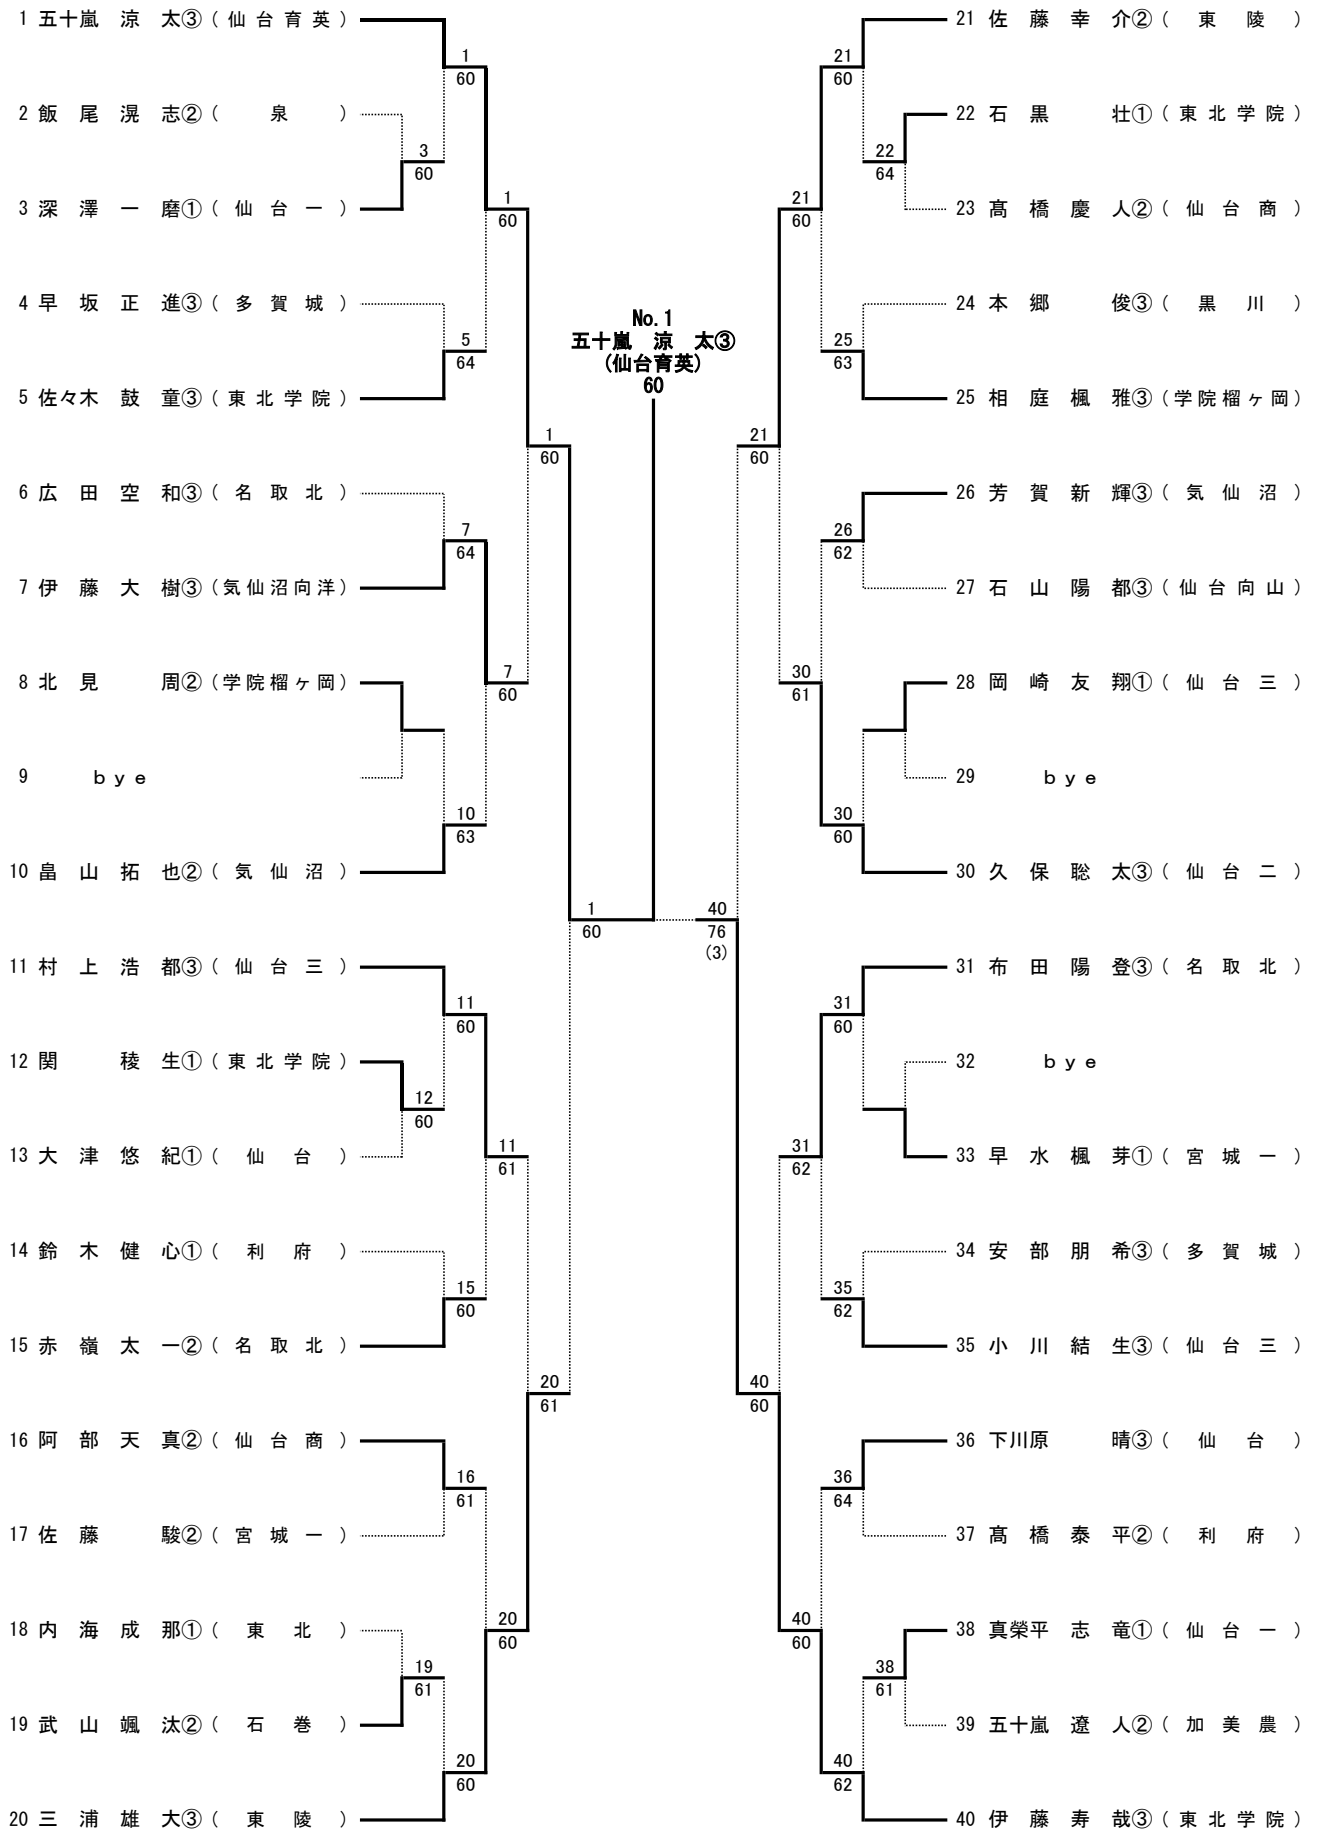 1 五十嵐 涼 太③ ( 仙台育英 )
2 飯尾滉志② ( 泉 )
3 深澤一磨① ( 仙台一 )
4 早坂正進③ ( 多賀城 )
5 佐々木 鼓 童③ ( 東北学院 )
6 広田空和③ ( 名取北 )
7 伊藤大樹③ ( 気仙沼向洋 )
8 北見 周② ( 学院榴ヶ岡 )
9 bye
10 畠山拓也② ( 気仙沼 )
11 村上浩都③ ( 仙台三 )
12 関 稜生① ( 東北学院 )
13 大津悠紀① ( 仙台 )
14 鈴木健心① ( 利府 )
15 赤嶺太一② ( 名取北 )
16 阿部天真② ( 仙台商 )
17 佐藤 駿② ( 宮城一 )
18 内海成那① ( 東北 )
19 武山颯汰② ( 石巻 )
20 三浦雄大③ ( 東陵 )
1
60
3
60
1
60
5
64
1
60
7
64
7
60
10
63
1
60
11
60
12
60
11
61
15
60
20
61
16
61
20
60
19
61
20
60
No.1
五十嵐 涼 太③
(仙台育英)
60
21
60
22
64
21
60
25
63
21
60
26
62
30
61
30
60
40
76
(3)
31
60
31
62
35
62
40
60
36
64
40
60
38
61
40
62
21 佐藤幸介② ( 東陵 )
22 石黒 壮① ( 東北学院 )
23 髙橋慶人② ( 仙台商 )
24 本郷 俊③ ( 黒川 )
25 相庭楓雅③ ( 学院榴ヶ岡 )
26 芳賀新輝③ ( 気仙沼 )
27 石山陽都③ ( 仙台向山 )
28 岡崎友翔① ( 仙台三 )
29 bye
30 久保聡太③ ( 仙台二 )
31 布田陽登③ ( 名取北 )
32 bye
33 早水楓芽① ( 宮城一 )
34 安部朋希③ ( 多賀城 )
35 小川結生③ ( 仙台三 )
36 下川原 晴③ ( 仙台 )
37 髙橋泰平② ( 利府 )
38 真榮平 志 竜① ( 仙台一 )
39 五十嵐 遼 人② ( 加美農 )
40 伊藤寿哉③ ( 東北学院 )